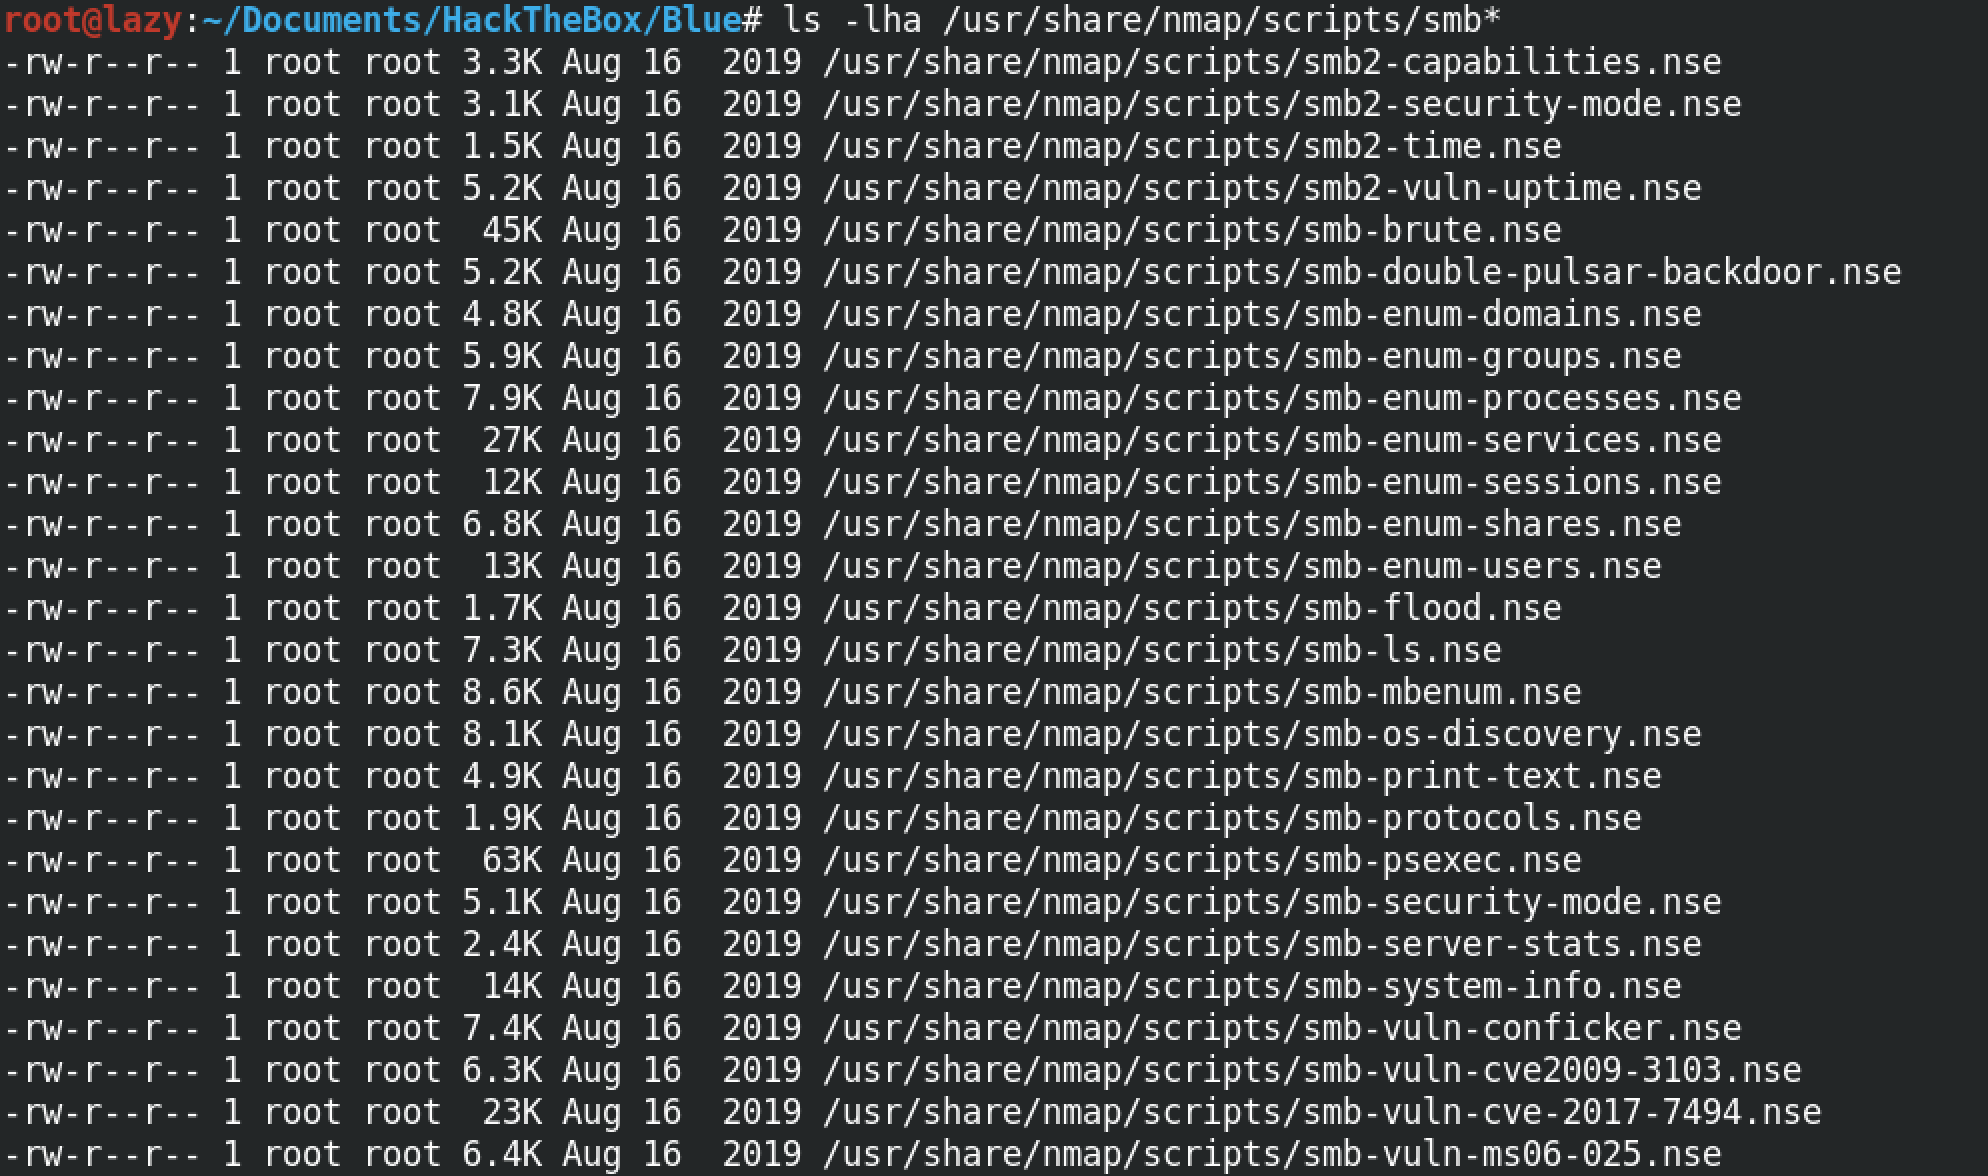 root@lazy:~/Documents/HackTheBox/Blue# ls -lha /usr/share/nmap/scripts/smb*
-rw-r--r-- 1 root root 3.3K Aug 16  2019 /usr/share/nmap/scripts/smb2-capabilities.nse
-rw-r--r-- 1 root root 3.1K Aug 16  2019 /usr/share/nmap/scripts/smb2-security-mode.nse
-rw-r--r-- 1 root root 1.5K Aug 16  2019 /usr/share/nmap/scripts/smb2-time.nse
-rw-r--r-- 1 root root 5.2K Aug 16  2019 /usr/share/nmap/scripts/smb2-vuln-uptime.nse
-rw-r--r-- 1 root root  45K Aug 16  2019 /usr/share/nmap/scripts/smb-brute.nse
-rw-r--r-- 1 root root 5.2K Aug 16  2019 /usr/share/nmap/scripts/smb-double-pulsar-backdoor.nse
-rw-r--r-- 1 root root 4.8K Aug 16  2019 /usr/share/nmap/scripts/smb-enum-domains.nse
-rw-r--r-- 1 root root 5.9K Aug 16  2019 /usr/share/nmap/scripts/smb-enum-groups.nse
-rw-r--r-- 1 root root 7.9K Aug 16  2019 /usr/share/nmap/scripts/smb-enum-processes.nse
-rw-r--r-- 1 root root  27K Aug 16  2019 /usr/share/nmap/scripts/smb-enum-services.nse
-rw-r--r-- 1 root root  12K Aug 16  2019 /usr/share/nmap/scripts/smb-enum-sessions.nse
-rw-r--r-- 1 root root 6.8K Aug 16  2019 /usr/share/nmap/scripts/smb-enum-shares.nse
-rw-r--r-- 1 root root  13K Aug 16  2019 /usr/share/nmap/scripts/smb-enum-users.nse
-rw-r--r-- 1 root root 1.7K Aug 16  2019 /usr/share/nmap/scripts/smb-flood.nse
-rw-r--r-- 1 root root 7.3K Aug 16  2019 /usr/share/nmap/scripts/smb-ls.nse
-rw-r--r-- 1 root root 8.6K Aug 16  2019 /usr/share/nmap/scripts/smb-mbenum.nse
-rw-r--r-- 1 root root 8.1K Aug 16  2019 /usr/share/nmap/scripts/smb-os-discovery.nse
-rw-r--r-- 1 root root 4.9K Aug 16  2019 /usr/share/nmap/scripts/smb-print-text.nse
-rw-r--r-- 1 root root 1.9K Aug 16  2019 /usr/share/nmap/scripts/smb-protocols.nse
-rw-r--r-- 1 root root  63K Aug 16  2019 /usr/share/nmap/scripts/smb-psexec.nse
-rw-r--r-- 1 root root 5.1K Aug 16  2019 /usr/share/nmap/scripts/smb-security-mode.nse
-rw-r--r-- 1 root root 2.4K Aug 16  2019 /usr/share/nmap/scripts/smb-server-stats.nse
-rw-r--r-- 1 root root  14K Aug 16  2019 /usr/share/nmap/scripts/smb-system-info.nse
-rw-r--r-- 1 root root 7.4K Aug 16  2019 /usr/share/nmap/scripts/smb-vuln-conficker.nse
-rw-r--r-- 1 root root 6.3K Aug 16  2019 /usr/share/nmap/scripts/smb-vuln-cve2009-3103.nse
-rw-r--r-- 1 root root  23K Aug 16  2019 /usr/share/nmap/scripts/smb-vuln-cve-2017-7494.nse
-rw-r--r-- 1 root root 6.4K Aug 16  2019 /usr/share/nmap/scripts/smb-vuln-ms06-025.nse